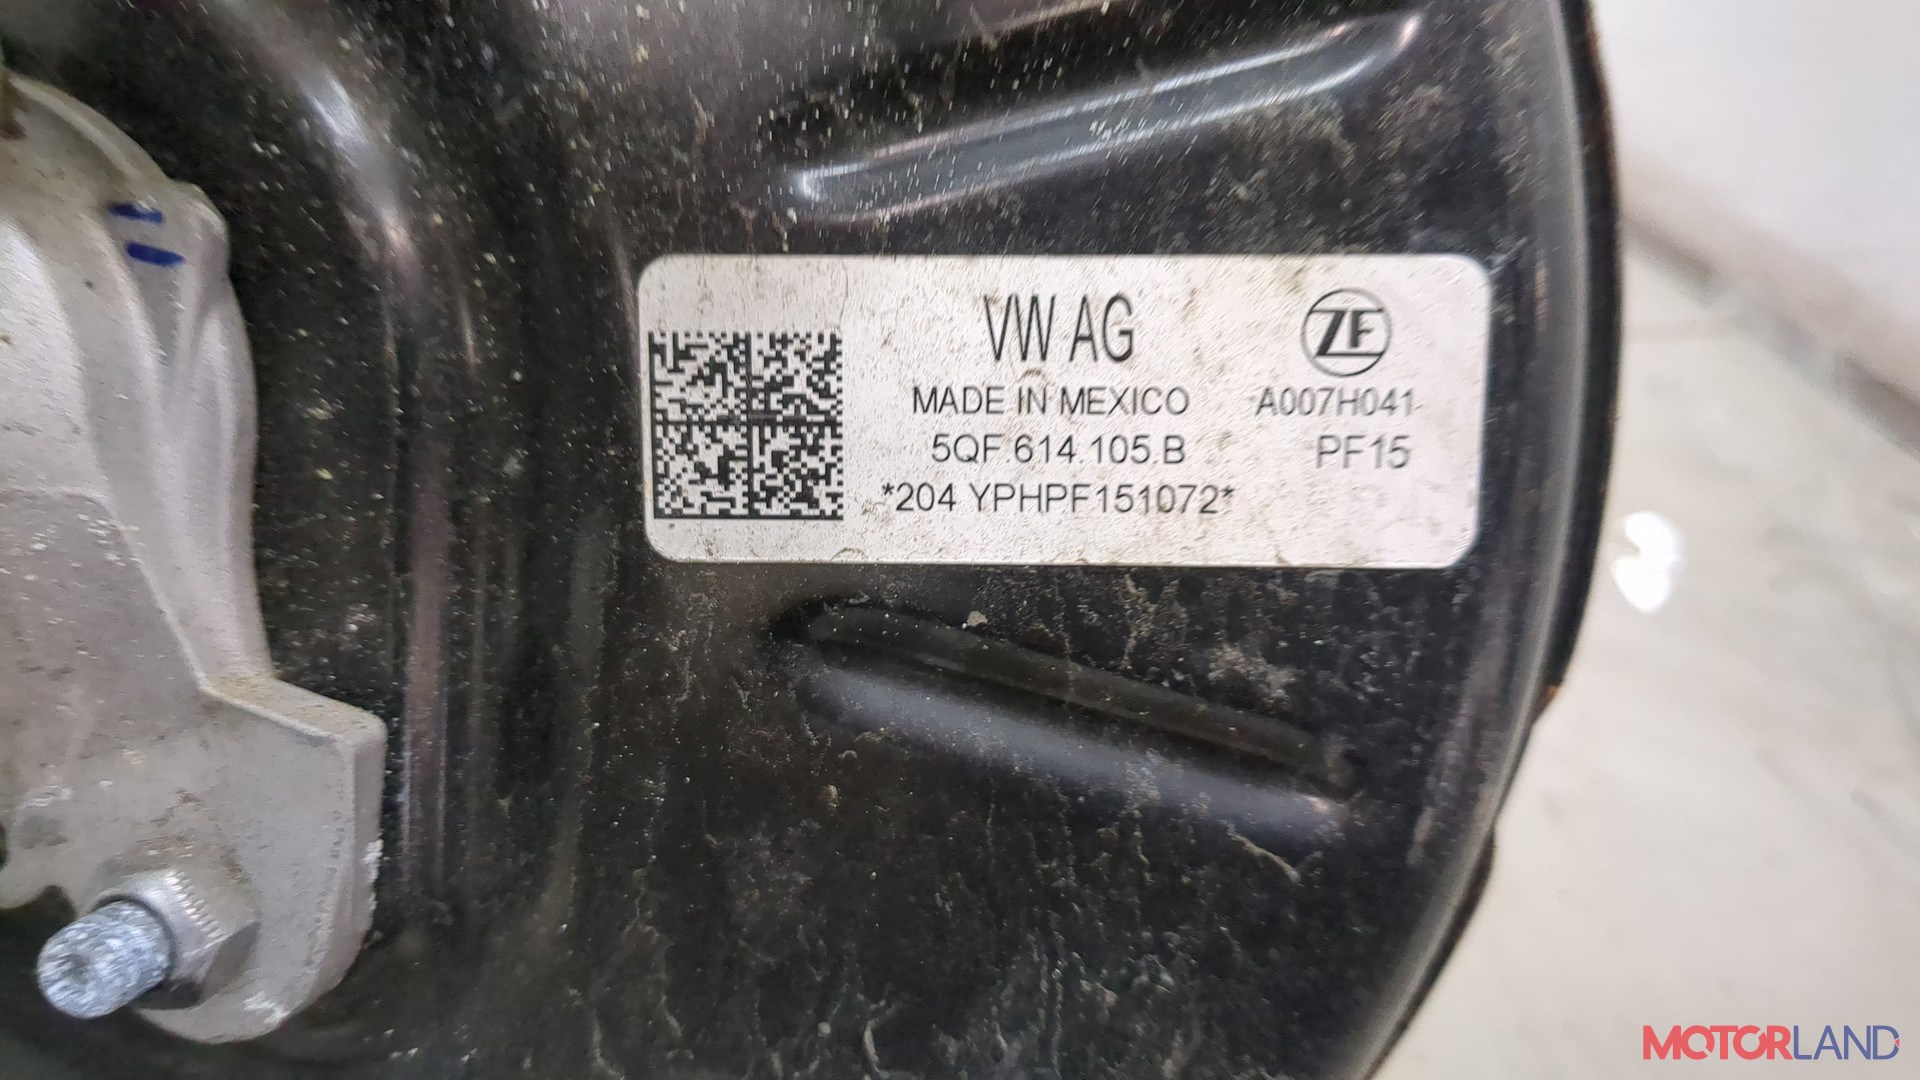 VW AG
ZF
MADE IN MEXICO
A007H041
5QF.614.105.B
PF15
*204 YPHPF151072*
MOTORLAND